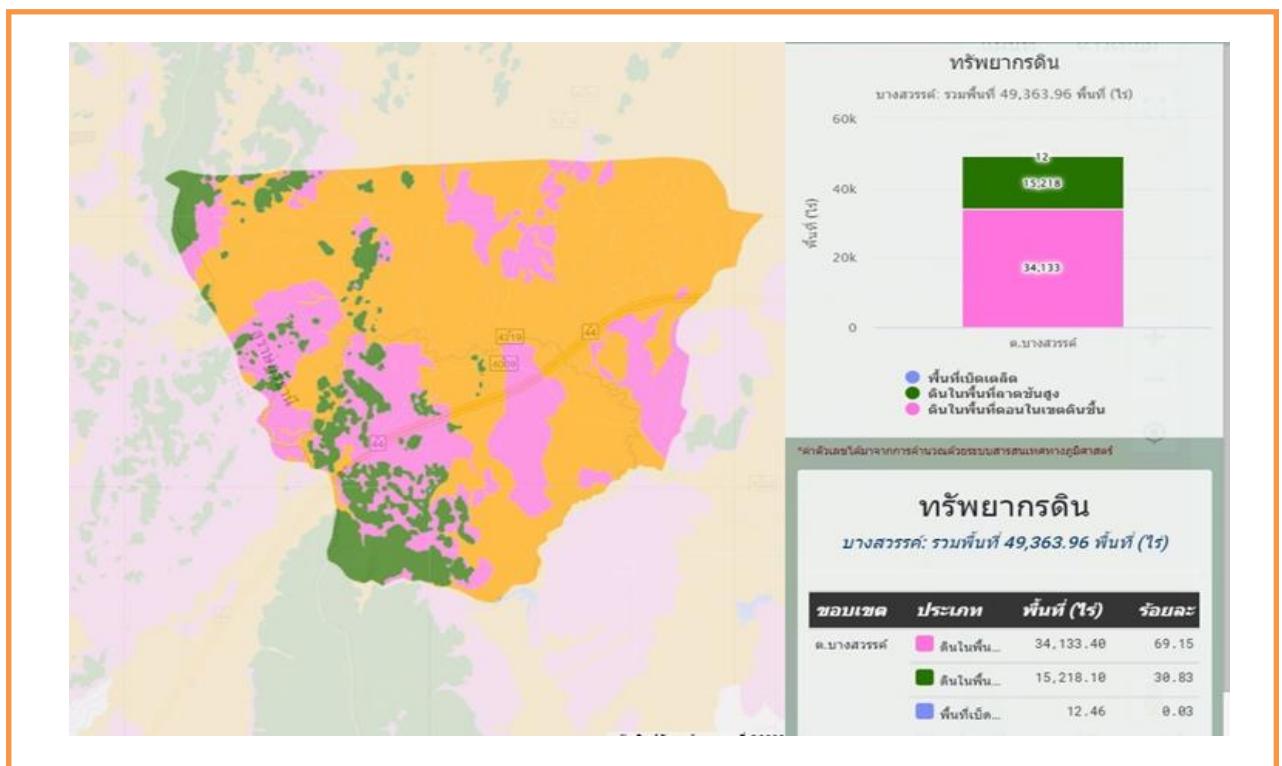 ทรัพยากรดิน
บางสวรรค์: รวมพื้นที่ 49,363.96 พื้นที่ (ไร่)
60k
40k
20k
0
พื้นที่ (ไร่)
12
15,218
34,133
ต.บางสวรรค์
พื้นที่เบ็ดเตล็ด
ดินในพื้นที่ลาดชันสูง
ดินในพื้นที่ดอนในเขตดินชื้น
*ค่าตัวเลขได้มาจากการคำนวณด้วยระบบสารสนเทศทางภูมิศาสตร์
ทรัพยากรดิน
บางสวรรค์: รวมพื้นที่ 49,363.96 พื้นที่ (ไร่)
ขอบเขต ประเภท พื้นที่ (ไร่) ร้อยละ
ต.บางสวรรค์ ดินในพื้น... 34,133.40 69.15
ดินในพื้น... 15,218.10 30.83
พื้นที่เบ็ด... 12.46 0.03
4219
44
4009
44